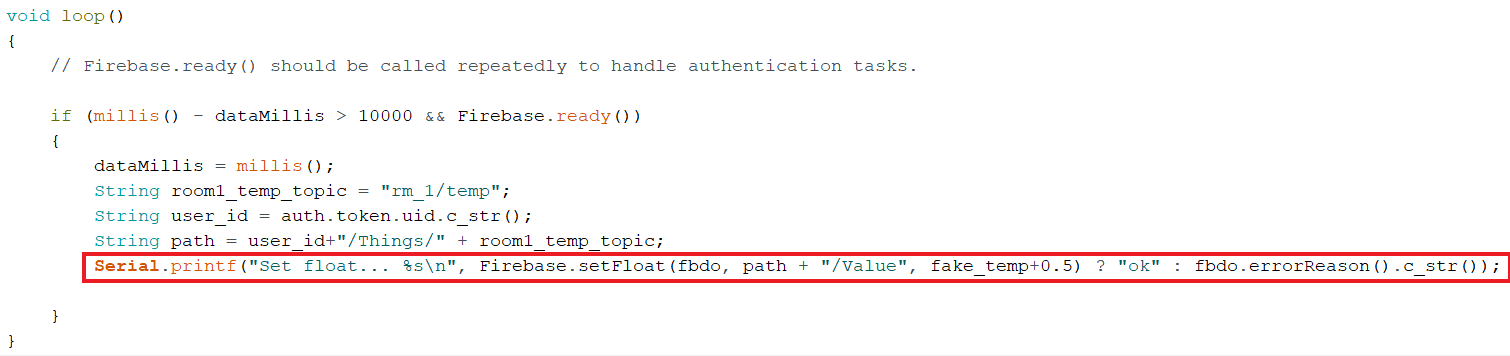 void loop()
{
// Firebase.ready() should be called repeatedly to handle authentication tasks.
if (millis() - dataMillis > 10000 && Firebase.ready())
{
dataMillis = millis();
String room1_temp_topic = "rm_1/temp";
String user_id = auth.token.uid.c_str();
String path = user_id+"/Things/" + room1_temp_topic;
Serial.printf("Set float... %s\n", Firebase.setFloat(fbdo, path + "/Value", fake_temp+0.5) ? "ok" : fbdo.errorReason().c_str());
}
}